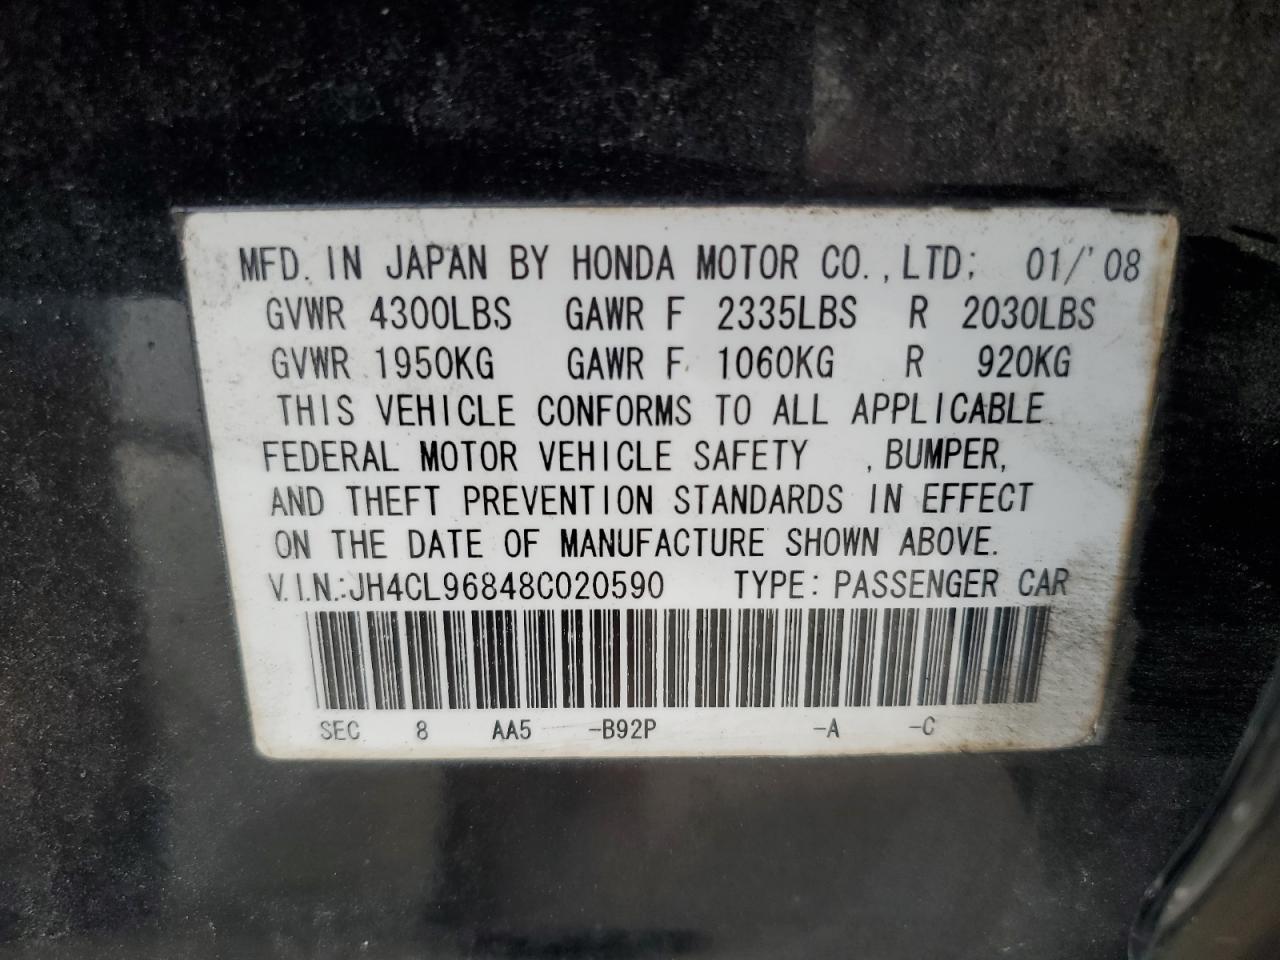 MFD. IN JAPAN BY HONDA MOTOR CO.,LTD; 01/'08
GVWR 4300LBS GAWR F 2335LBS R 2030LBS
GVWR 1950KG GAWR F 1060KG R 920KG
THIS VEHICLE CONFORMS TO ALL APPLICABLE
FEDERAL MOTOR VEHICLE SAFETY , BUMPER,
AND THEFT PREVENTION STANDARDS IN EFFECT
ON THE DATE OF MANUFACTURE SHOWN ABOVE.
V.I.N.:JH4CL96848C020590 TYPE: PASSENGER CAR
SEC 8 AA5 -B92P -A -C